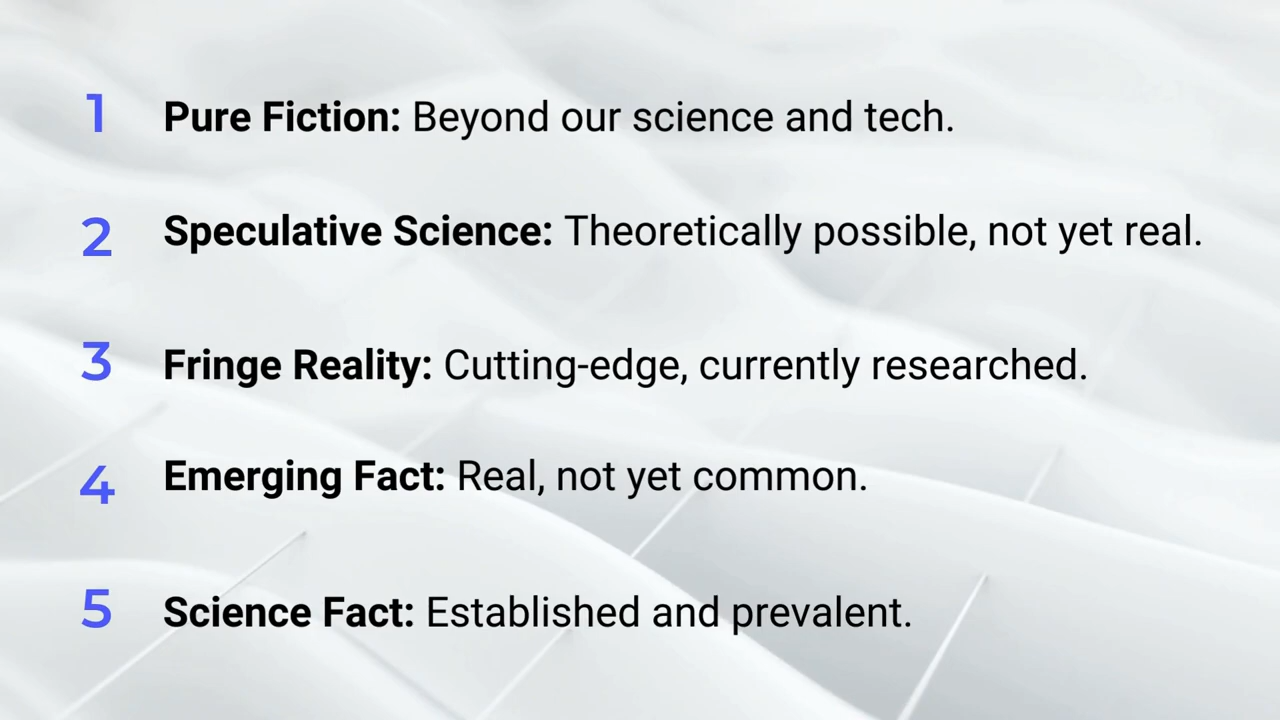 1 Pure Fiction: Beyond our science and tech.
2 Speculative Science: Theoretically possible, not yet real.
3 Fringe Reality: Cutting-edge, currently researched.
4 Emerging Fact: Real, not yet common.
5 Science Fact: Established and prevalent.